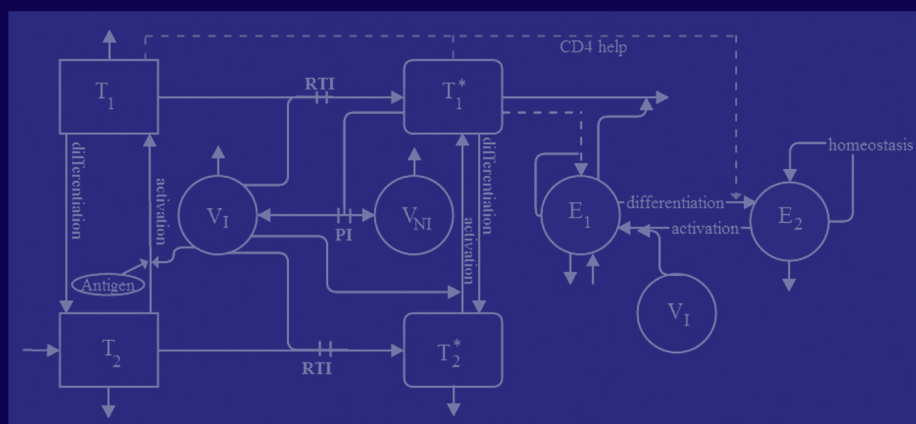 CD4 help
T1
RTI
T1*
differentiation
activation
VI
PI
VNI
differentiation
activation
E1
differentiation
activation
E2
homeostasis
Antigen
VI
T2
RTI
T2*